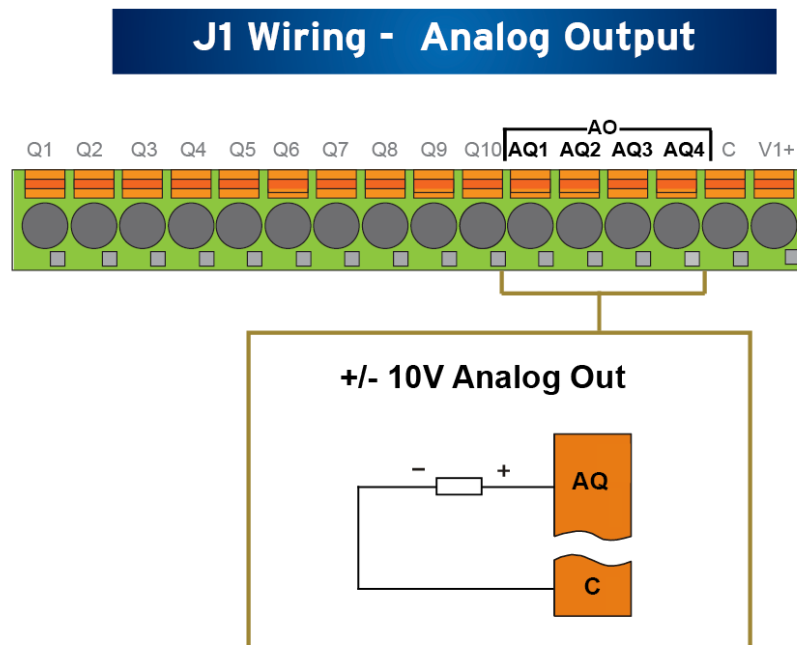 J1 Wiring - Analog Output
AO
Q1 Q2 Q3 Q4 Q5 Q6 Q7 Q8 Q9 Q10 AQ1 AQ2 AQ3 AQ4 C V1+
+/- 10V Analog Out
− +
AQ
C